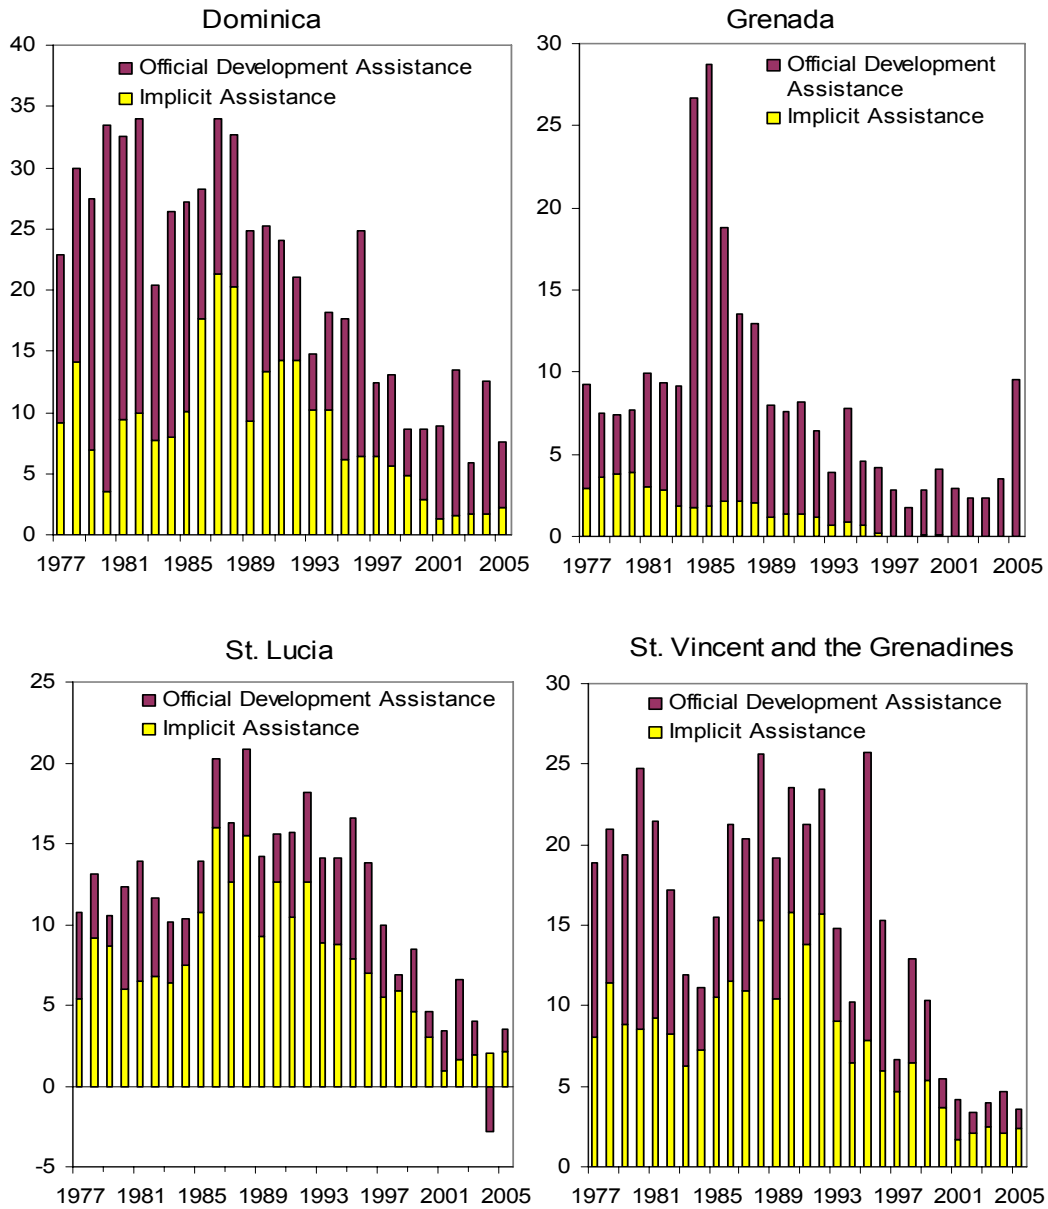 Dominica
40
35
30
25
20
15
10
5
0
Official Development Assistance
Implicit Assistance
1977 1981 1985 1989 1993 1997 2001 2005
Grenada
30
25
20
15
10
5
0
Official Development
Assistance
Implicit Assistance
1977 1981 1985 1989 1993 1997 2001 2005
St. Lucia
25
20
15
10
5
0
-5
Official Development Assistance
Implicit Assistance
1977 1981 1985 1989 1993 1997 2001 2005
St. Vincent and the Grenadines
30
25
20
15
10
5
0
Official Development Assistance
Implicit Assistance
1977 1981 1985 1989 1993 1997 2001 2005